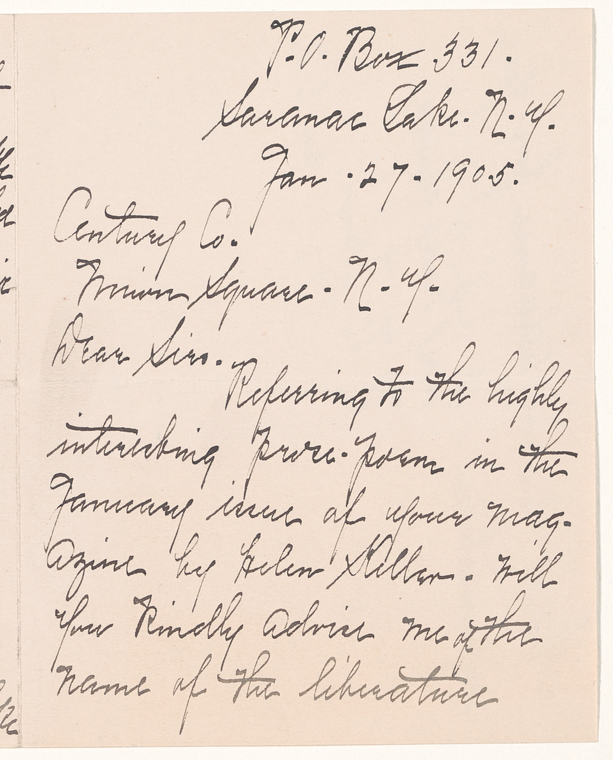 P.O. Box 331.
Saranac Lake. N.Y.
Jan. 27. 1905.
Century Co.
Union Square. N.Y.
Dear Sirs.
Referring to the highly
interesting prose-poem in the
January issue of your mag-
azine by Helen Keller. Will
you kindly advise me of the
name of the literature